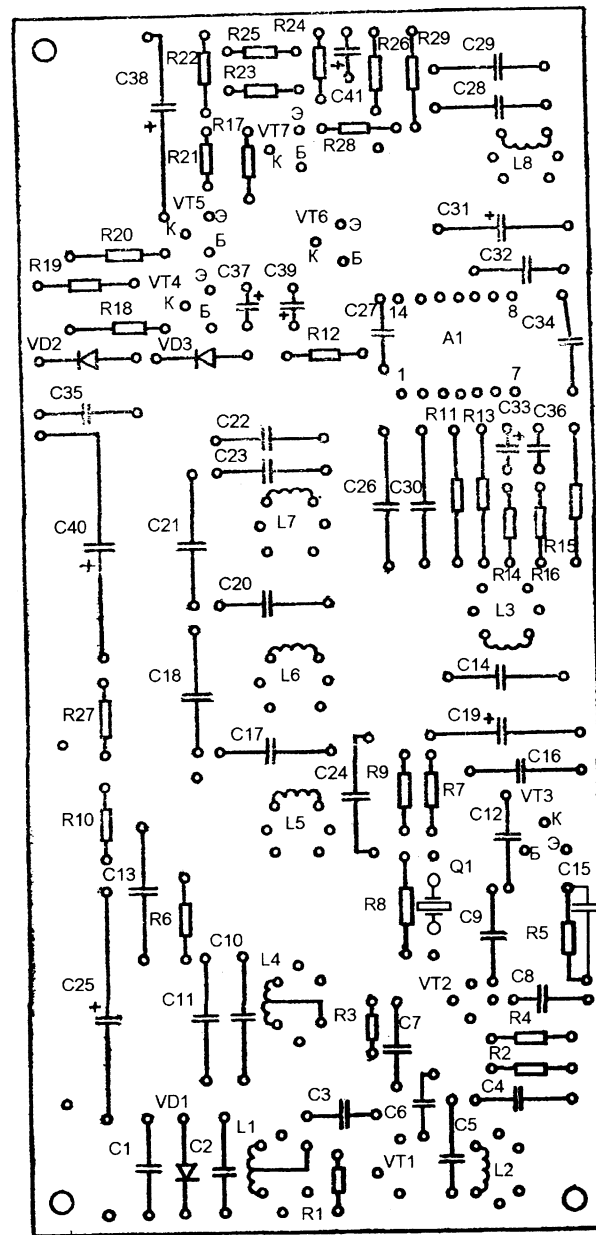 R24
R25
R29
C38
R22
R26
C29
R23
C41
C28
Э
R17
VT7
R28
R21
К
Б
L8
VT5
Э
C31
К
VT6
Э
R20
Б
К
Б
C32
R19
Э
C37
C39
VT4
К
Б
R18
C27
14
8
C34
VD2
VD3
R12
A1
1
7
C35
C22
R11
R13
C33
C36
C23
C26
C30
C40
C21
L7
R15
R14
R16
C20
L3
C18
L6
C14
R27
C17
C19
C24
R9
R7
C16
VT3
R10
L5
C12
К
Б
Э
C13
Q1
C15
R6
R8
C9
R5
C10
L4
C25
C11
VT2
C8
R3
C7
R4
R2
C3
C6
C4
VD1
C1
C2
L1
C5
VT1
L2
R1